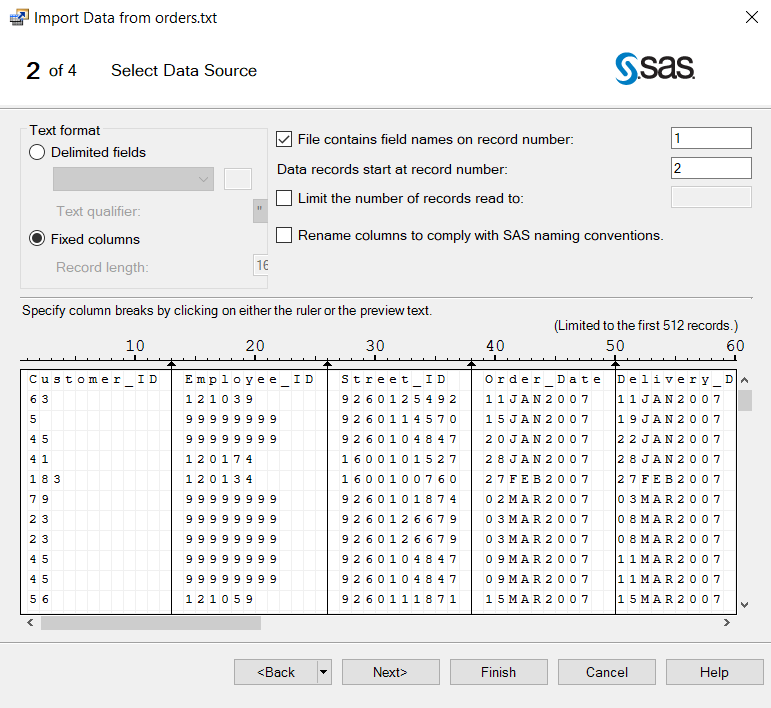 Import Data from orders.txt
2 of 4 Select Data Source
sas
Text format
Delimited fields
Text qualifier: "
Fixed columns
Record length: 16
File contains field names on record number: 1
Data records start at record number: 2
Limit the number of records read to:
Rename columns to comply with SAS naming conventions.
Specify column breaks by clicking on either the ruler or the preview text.
(Limited to the first 512 records.)
10 20 30 40 50 60
Customer_ID Employee_ID Street_ID Order_Date Delivery_D
63 121039 9260125492 11JAN2007 11JAN2007
5 99999999 9260114570 15JAN2007 19JAN2007
45 99999999 9260104847 20JAN2007 22JAN2007
41 120174 1600101527 28JAN2007 28JAN2007
183 120134 1600100760 27FEB2007 27FEB2007
79 99999999 9260101874 02MAR2007 03MAR2007
23 99999999 9260126679 03MAR2007 08MAR2007
23 99999999 9260126679 03MAR2007 08MAR2007
45 99999999 9260104847 09MAR2007 11MAR2007
45 99999999 9260104847 09MAR2007 11MAR2007
56 121059 9260111871 15MAR2007 15MAR2007
<Back Next> Finish Cancel Help